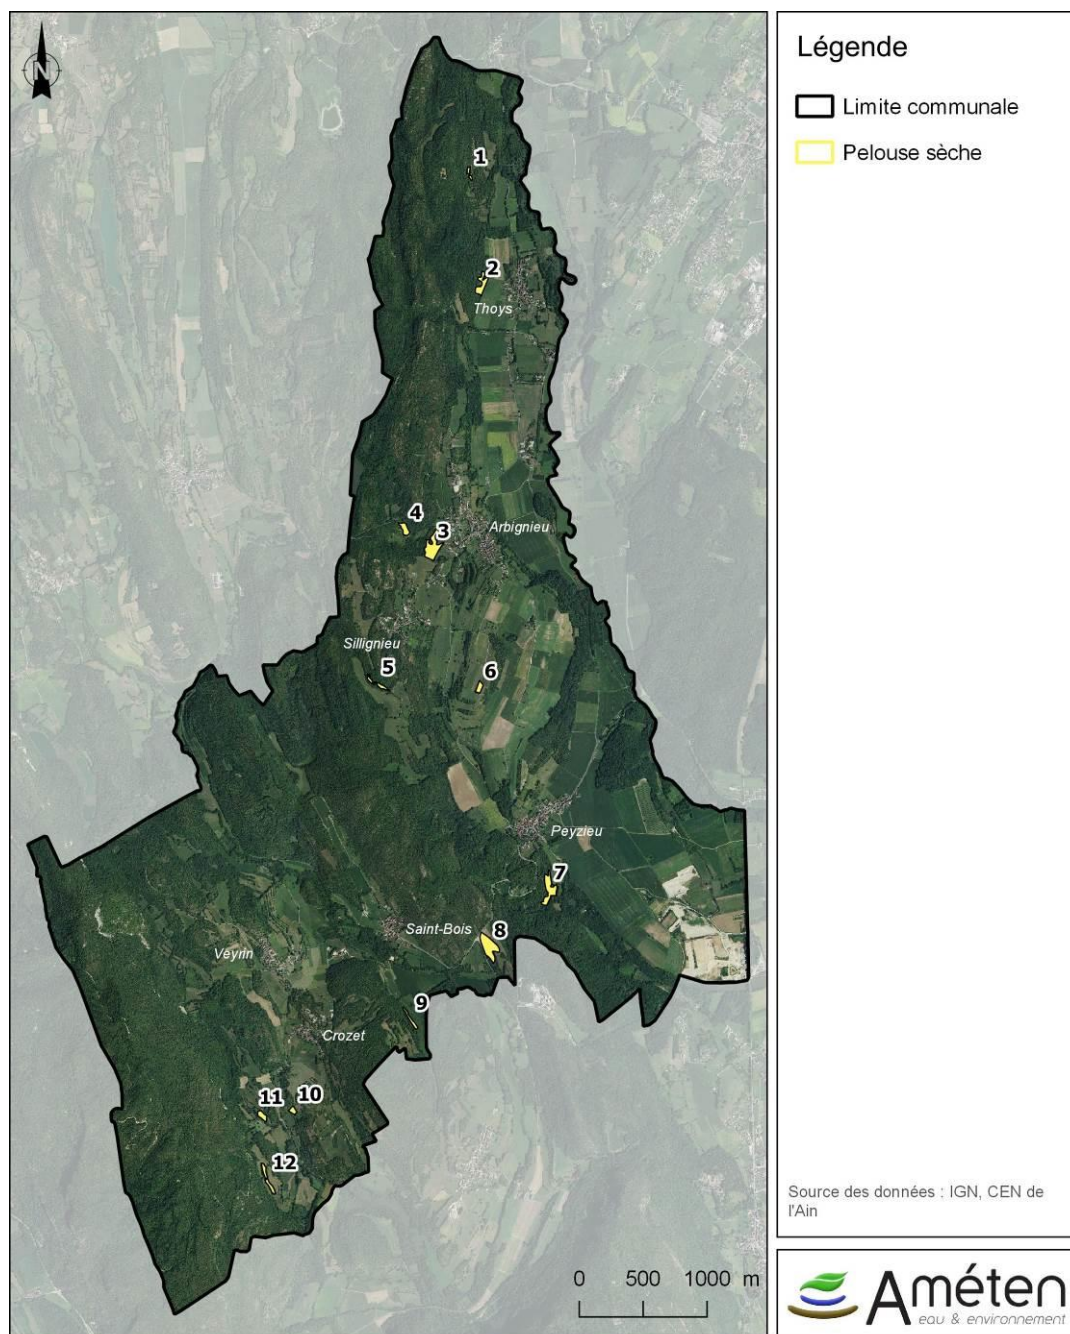 N
Légende
Limite communale
Pelouse sèche
1
2
Thoys
4
3
Arbignieu
Sillignieu
5
6
Peyzieu
7
Saint-Bois
8
Veyrin
9
Crozet
11
10
12
0 500 1000 m
Source des données : IGN, CEN de
l'Ain
Améten
eau & environnement